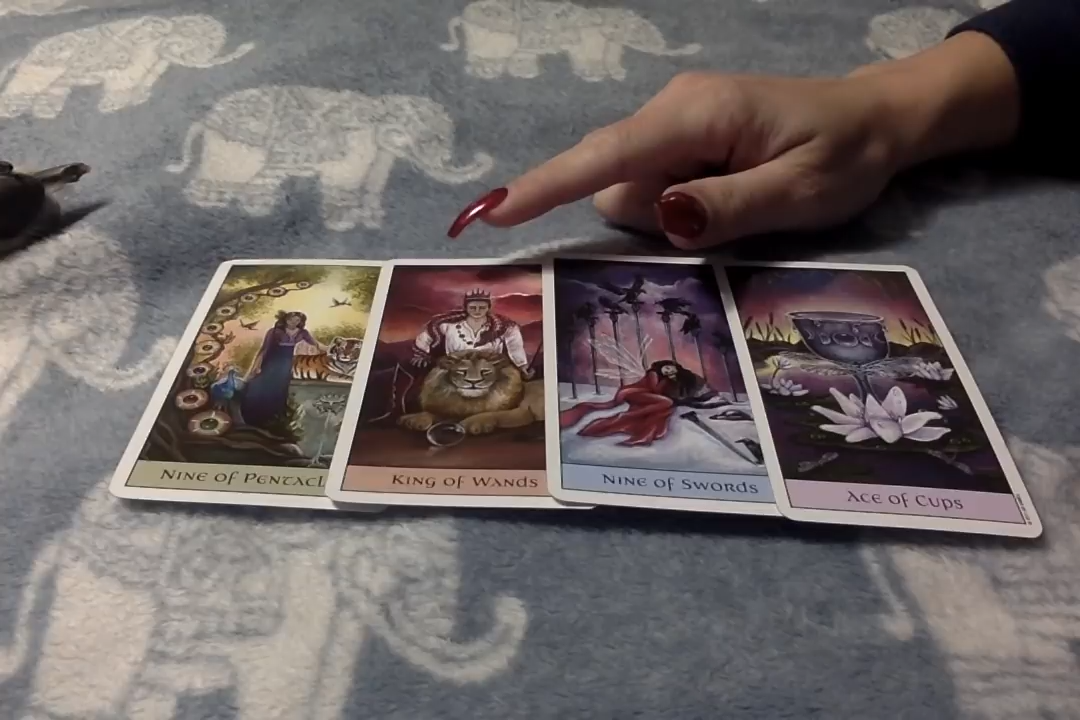 NINE OF PENTACL
KING OF WANDS
NINE OF SWORDS
ACE OF CUPS